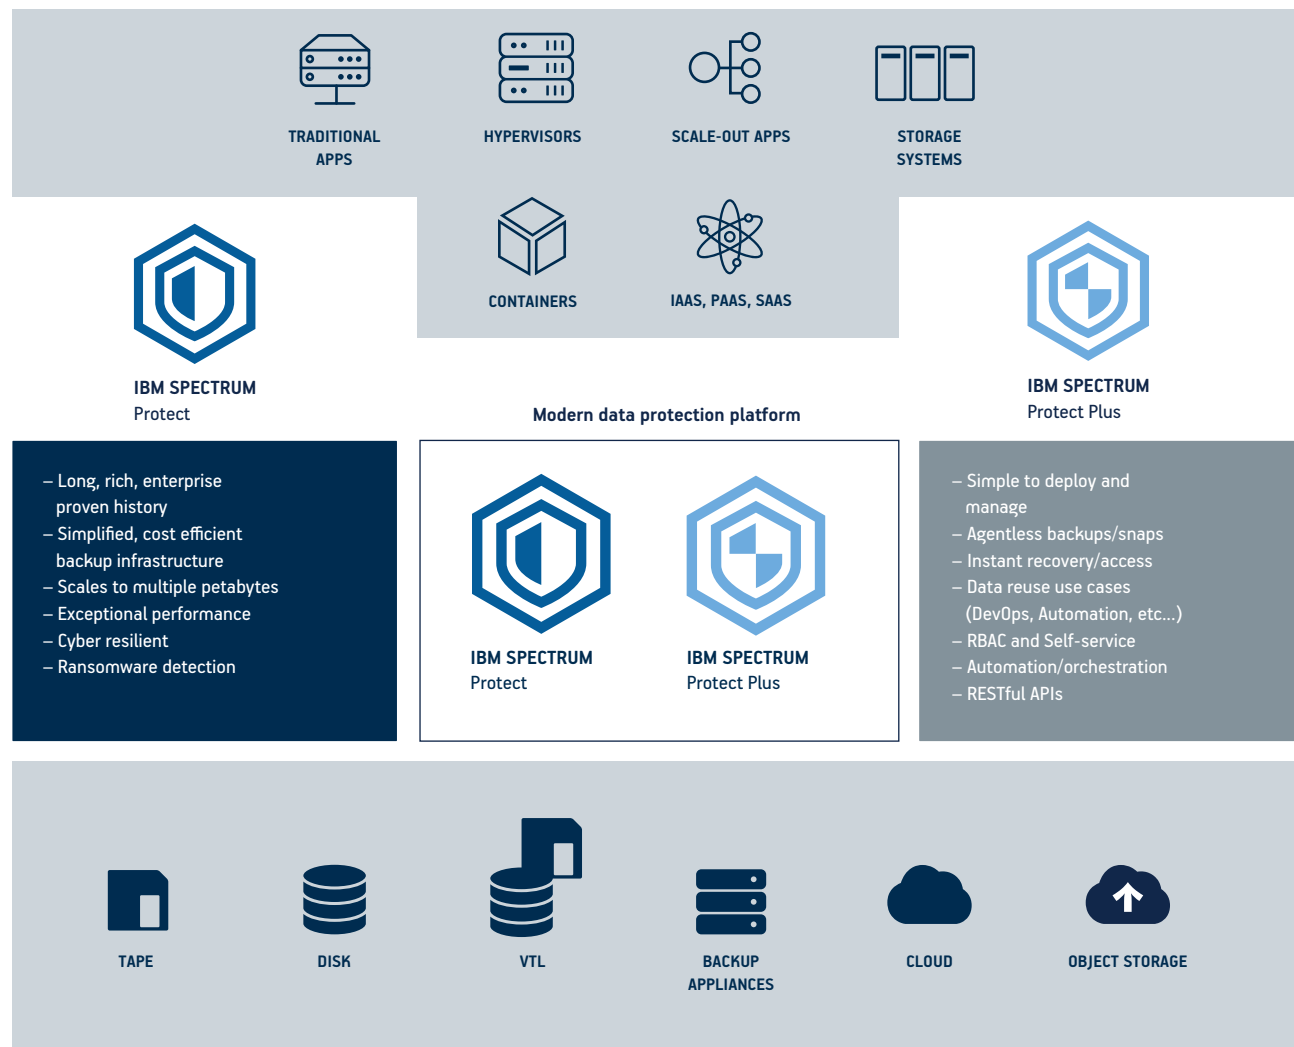 TRADITIONAL
APPS
HYPERVISORS
SCALE-OUT APPS
STORAGE
SYSTEMS
CONTAINERS
IAAS, PAAS, SAAS
IBM SPECTRUM
Protect
– Long, rich, enterprise
proven history
– Simplified, cost efficient
backup infrastructure
– Scales to multiple petabytes
– Exceptional performance
– Cyber resilient
– Ransomware detection
Modern data protection platform
IBM SPECTRUM
Protect
IBM SPECTRUM
Protect Plus
IBM SPECTRUM
Protect Plus
– Simple to deploy and
manage
– Agentless backups/snaps
– Instant recovery/access
– Data reuse use cases
(DevOps, Automation, etc...)
– RBAC and Self-service
– Automation/orchestration
– RESTful APIs
TAPE
DISK
VTL
BACKUP
APPLIANCES
CLOUD
OBJECT STORAGE